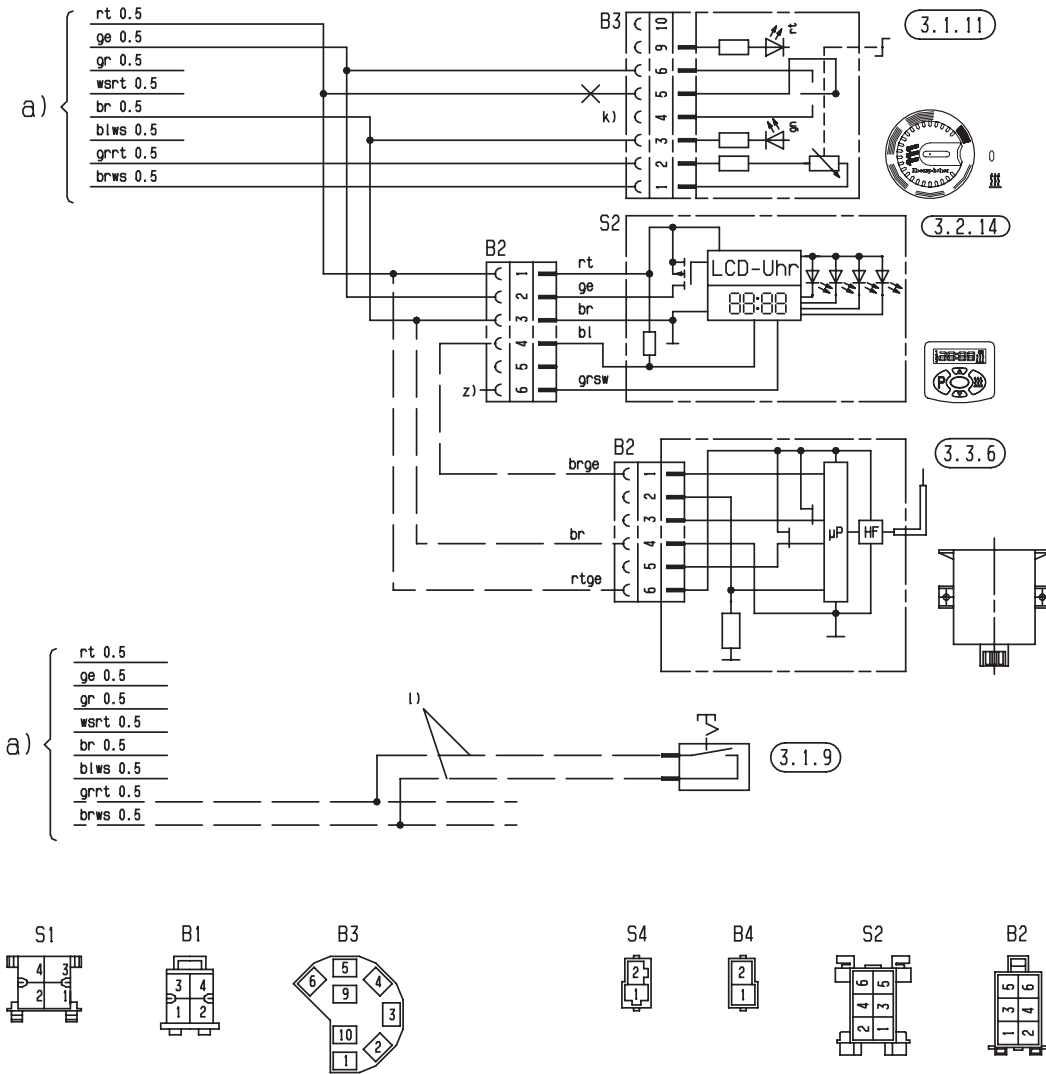 a)
rt 0.5
ge 0.5
gr 0.5
wsrt 0.5
br 0.5
blws 0.5
grrt 0.5
brws 0.5
k)
B3
10
9
6
5
4
3
2
1
rt
gn
3.1.11
S2
3.2.14
B2
1
2
3
4
5
6
z)
rt
ge
br
bl
grsw
LCD-Uhr
88:88
88:88
P
B2
3.3.6
brge
br
rtge
1
2
3
4
5
6
µP
HF
a)
rt 0.5
ge 0.5
gr 0.5
wsrt 0.5
br 0.5
blws 0.5
grrt 0.5
brws 0.5
l)
3.1.9
S1
4 3
2 1
B1
3 4
1 2
B3
6
5
4
9
3
10
2
1
S4
2
1
B4
2
1
S2
6 5
4 3
2 1
B2
5 6
3 4
1 2